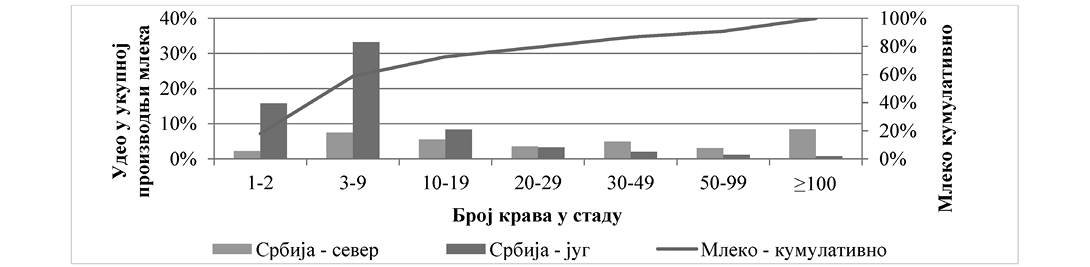 Удео у укупној
производњи млека
40%
30%
20%
10%
0%
100%
80%
60%
40%
20%
0%
Млеко кумулативно
1-2 3-9 10-19 20-29 30-49 50-99 ≥100
Број крава у стаду
Србија - север Србија - југ Млеко - кумулативно